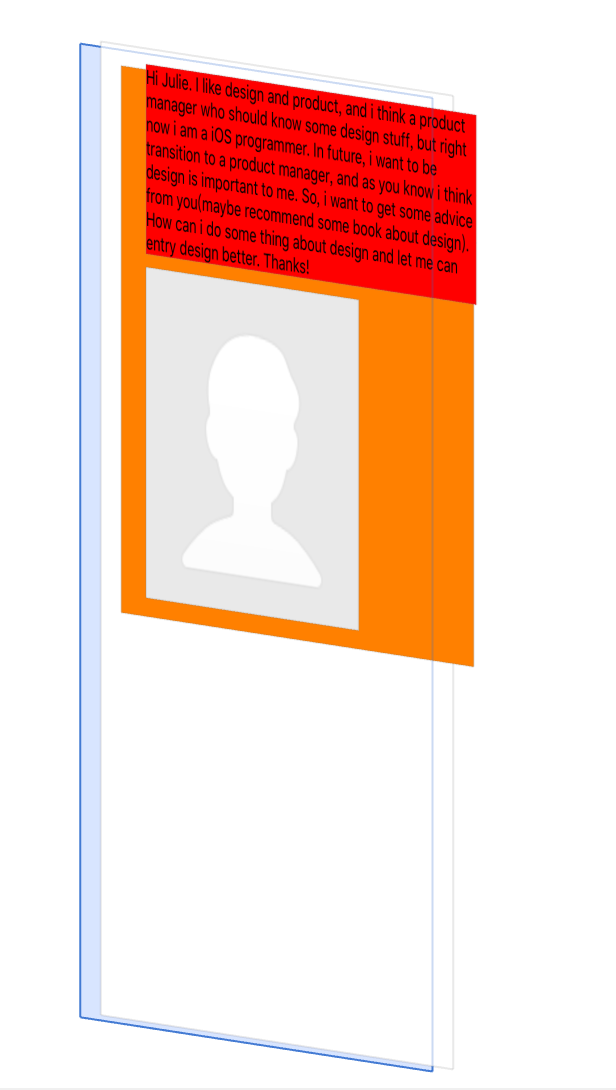 Hi Julie, I like design and product, and i think a product
manager who should know some design stuff, but right
now i am a iOS programmer. In future, i want to be
transition to a product manager, and as you know i think
design is important to me. So, i want to get some advice
from you(maybe recommend some book about design).
How can i do some thing about design and let me can
entry design better. Thanks!